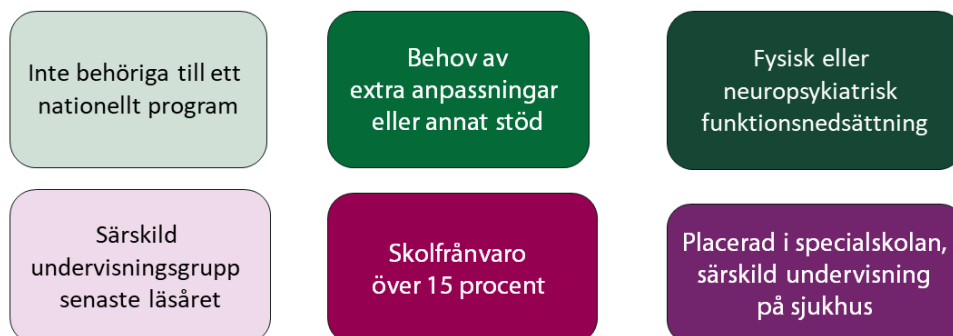 Inte behöriga till ett
nationellt program
Behov av
extra anpassningar
eller annat stöd
Fysisk eller
neuropsykiatrisk
funktionsnedsättning
Särskild
undervisningsgrupp
senaste läsåret
Skolfrånvaro
över 15 procent
Placerad i specialskolan,
särskild undervisning
på sjukhus